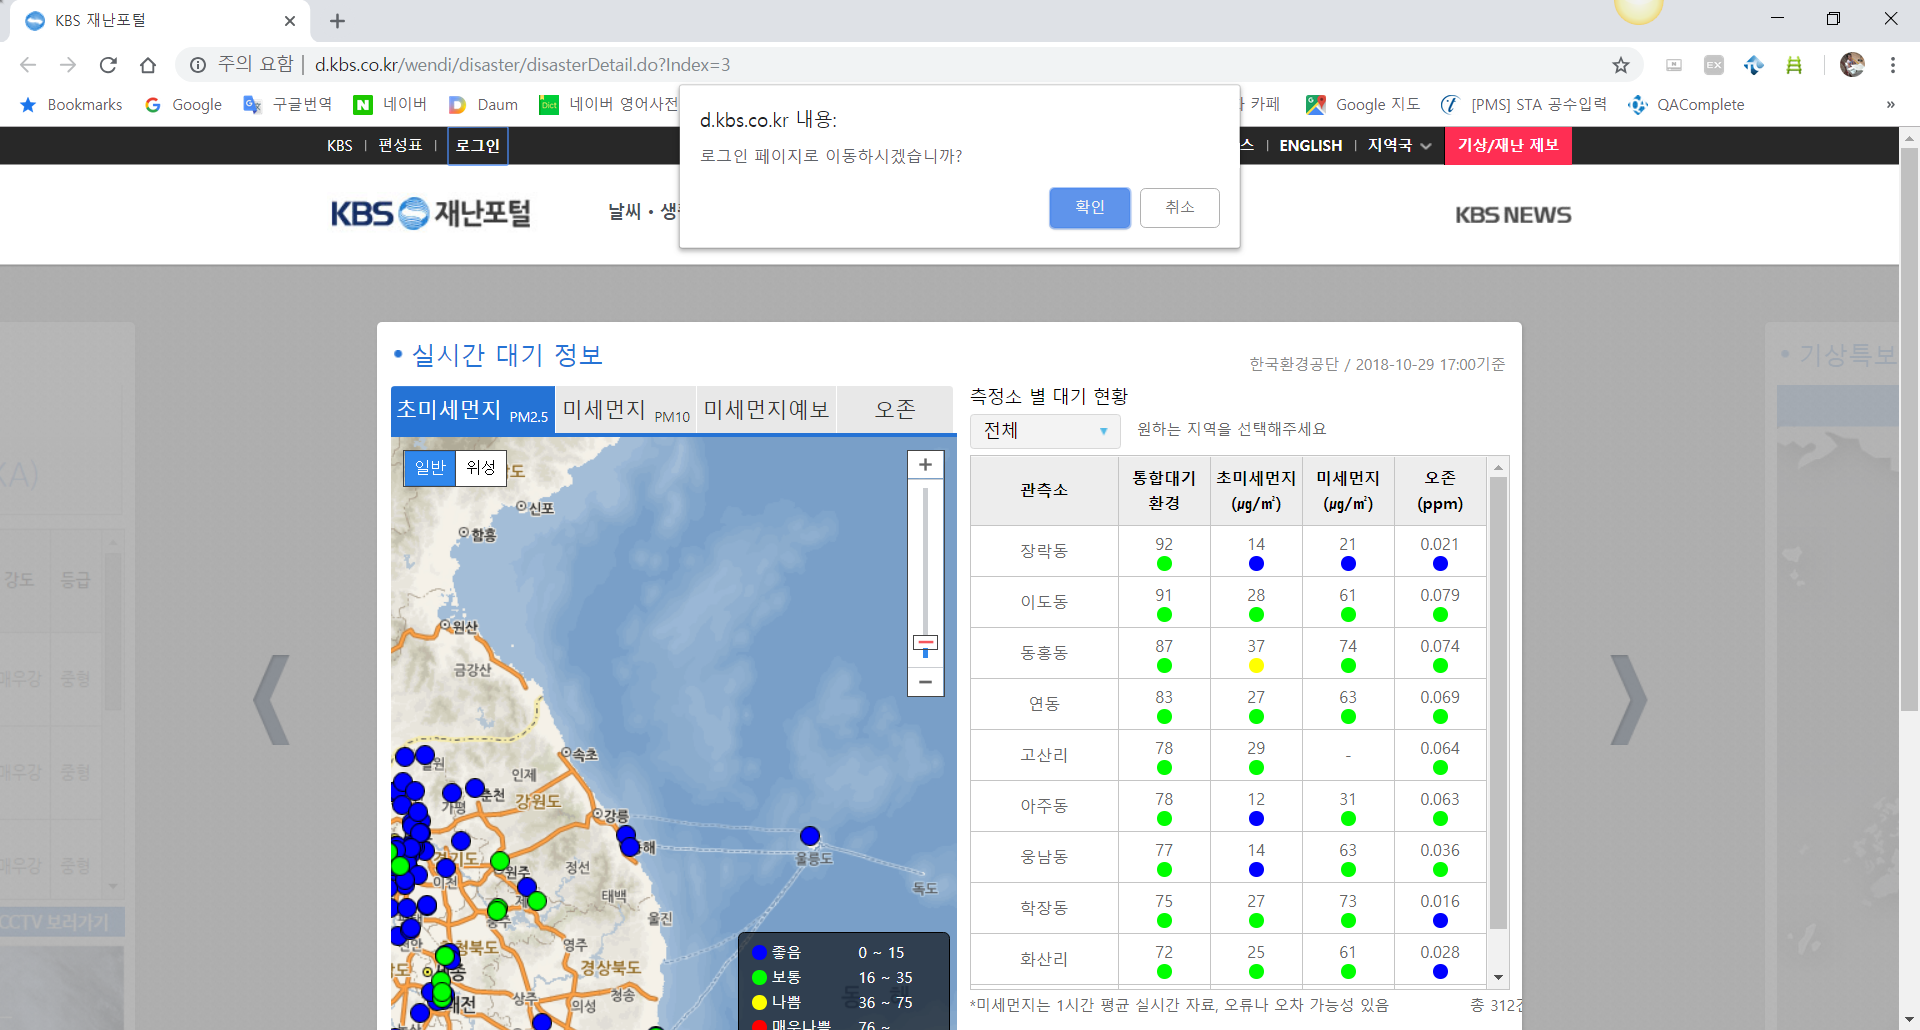 KBS 재난포털
주의 요함 | d.kbs.co.kr/wendi/disaster/disasterDetail.do?Index=3
Bookmarks Google 구글번역 네이버 Daum 네이버 영어사전 카페 Google 지도 [PMS] STA 공수입력 QAComplete »
d.kbs.co.kr 내용:
로그인 페이지로 이동하시겠습니까?
확인 취소
KBS | 편성표 | 로그인
스 | ENGLISH | 지역국 기상/재난 제보
KBS 재난포털 날씨 • 생 KBS NEWS
• 실시간 대기 정보
한국환경공단 / 2018-10-29 17:00기준
초미세먼지 PM2.5 미세먼지 PM10 미세먼지예보 오존
일반 위성
신포
함흥
원산
금강산
속초
인제
춘천 강원도
가평
강릉
경기도
이천
원주
정선
울릉도
독도
태백
울진
영주
경상북도
상주
의성
청송
좋음 0 ~ 15
보통 16 ~ 35
나쁨 36 ~ 75
매우나쁨 76 ~
측정소 별 대기 현황
전체 원하는 지역을 선택해주세요
관측소 통합대기환경 초미세먼지(㎍/㎥) 미세먼지(㎍/㎥) 오존(ppm)
장락동 92 14 21 0.021
이도동 91 28 61 0.079
동홍동 87 37 74 0.074
연동 83 27 63 0.069
고산리 78 29 - 0.064
아주동 78 12 31 0.063
웅남동 77 14 63 0.036
학장동 75 27 73 0.016
화산리 72 25 61 0.028
*미세먼지는 1시간 평균 실시간 자료, 오류나 오차 가능성 있음
총 312
• 기상특보
KA)
강도 등급
매우강 중형
매우강 중형
매우강 중형
CCTV 보러가기